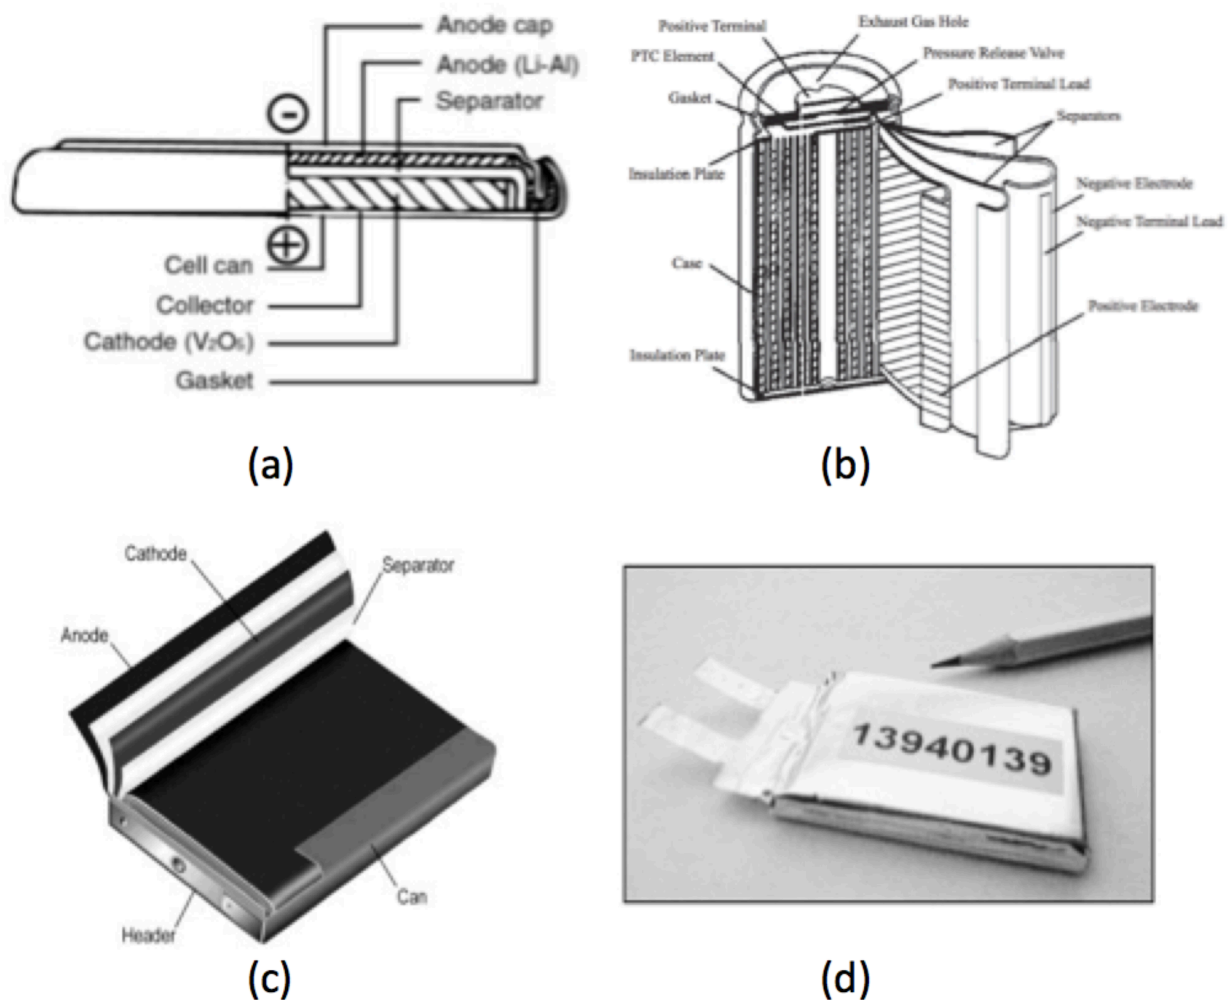 Anode cap
Anode (Li-Al)
Separator
-
+
Cell can
Collector
Cathode (V₂O₅)
Gasket
(a)
Positive Terminal
Exhaust Gas Hole
PTC Element
Pressure Release Valve
Gasket
Positive Terminal Lead
Separators
Insulation Plate
Negative Electrode
Negative Terminal Lead
Case
Positive Electrode
Insulation Plate
(b)
Cathode
Separator
Anode
Can
Header
(c)
13940139
(d)